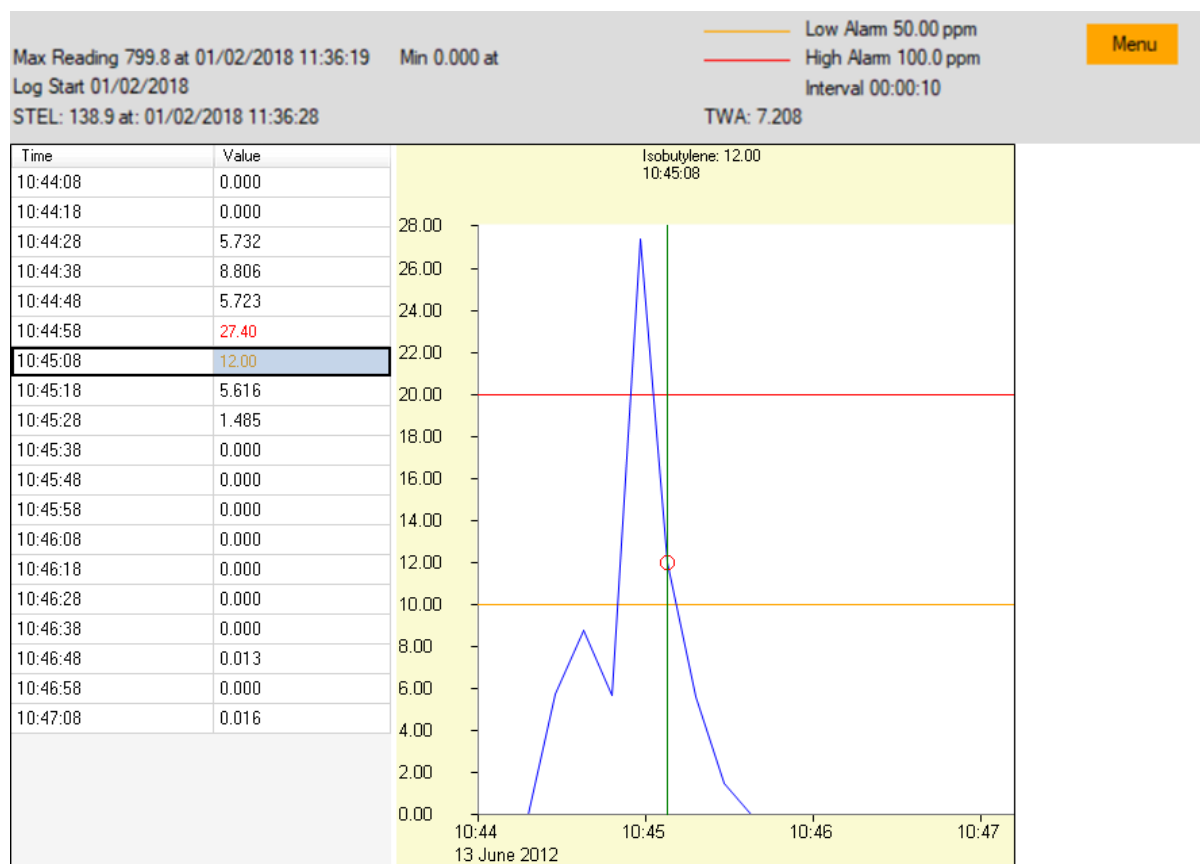 Low Alarm 50.00 ppm
Menu
Max Reading 799.8 at 01/02/2018 11:36:19 Min 0.000 at
High Alarm 100.0 ppm
Log Start 01/02/2018
Interval 00:00:10
STEL: 138.9 at: 01/02/2018 11:36:28
TWA: 7.208
Time Value
10:44:08 0.000
10:44:18 0.000
10:44:28 5.732
10:44:38 8.806
10:44:48 5.723
10:44:58 27.40
10:45:08 12.00
10:45:18 5.616
10:45:28 1.485
10:45:38 0.000
10:45:48 0.000
10:45:58 0.000
10:46:08 0.000
10:46:18 0.000
10:46:28 0.000
10:46:38 0.000
10:46:48 0.013
10:46:58 0.000
10:47:08 0.016
Isobutylene: 12.00
10:45:08
28.00
26.00
24.00
22.00
20.00
18.00
16.00
14.00
12.00
10.00
8.00
6.00
4.00
2.00
0.00
10:44 10:45 10:46 10:47
13 June 2012